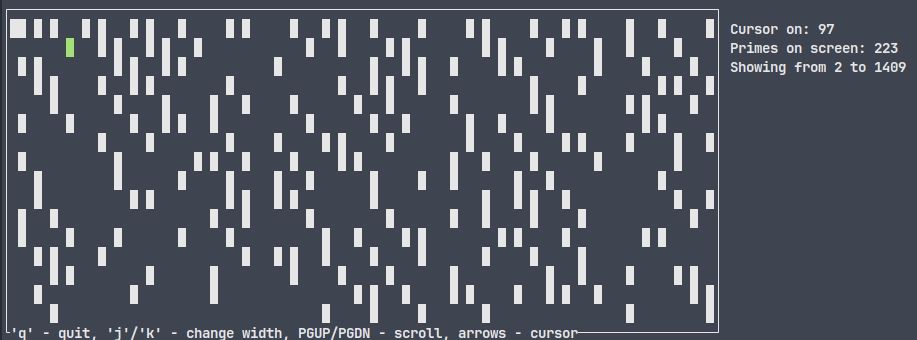 Cursor on: 97
Primes on screen: 223
Showing from 2 to 1409
'q' - quit, 'j'/'k' - change width, PGUP/PGDN - scroll, arrows - cursor